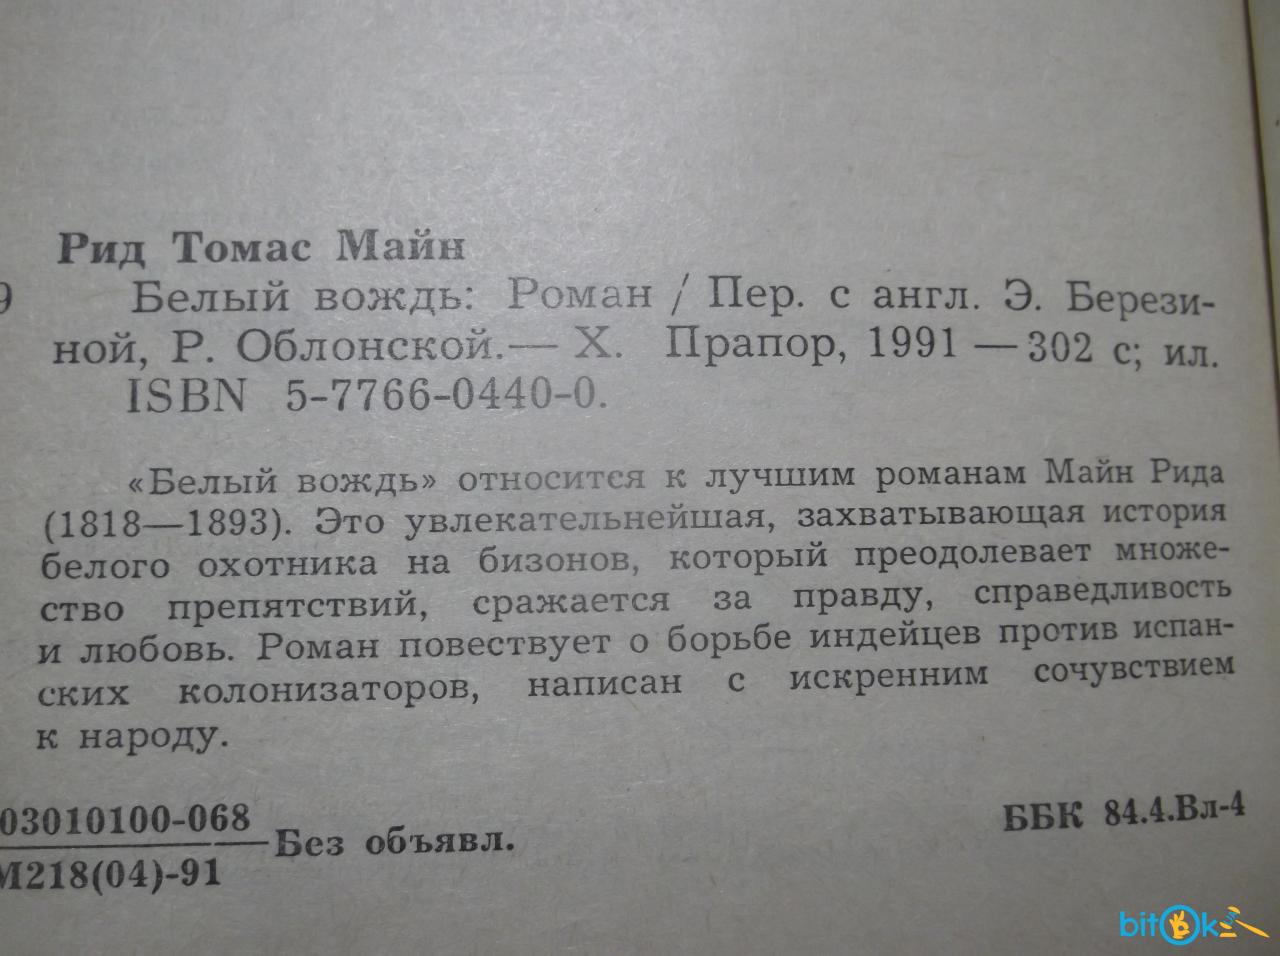 Рид Томас Майн
9 Белый вождь: Роман / Пер. с англ. Э. Берези-
ной, Р. Облонской.— Х. Прапор, 1991 — 302 с; ил.
ISBN 5-7766-0440-0.
«Белый вождь» относится к лучшим романам Майн Рида
(1818—1893). Это увлекательнейшая, захватывающая история
белого охотника на бизонов, который преодолевает множе-
ство препятствий, сражается за правду, справедливость
и любовь. Роман повествует о борьбе индейцев против испан-
ских колонизаторов, написан с искренним сочувствием
к народу.
03010100-068
М218(04)-91
Без объявл.
ББК 84.4.Вл-4
bitOk